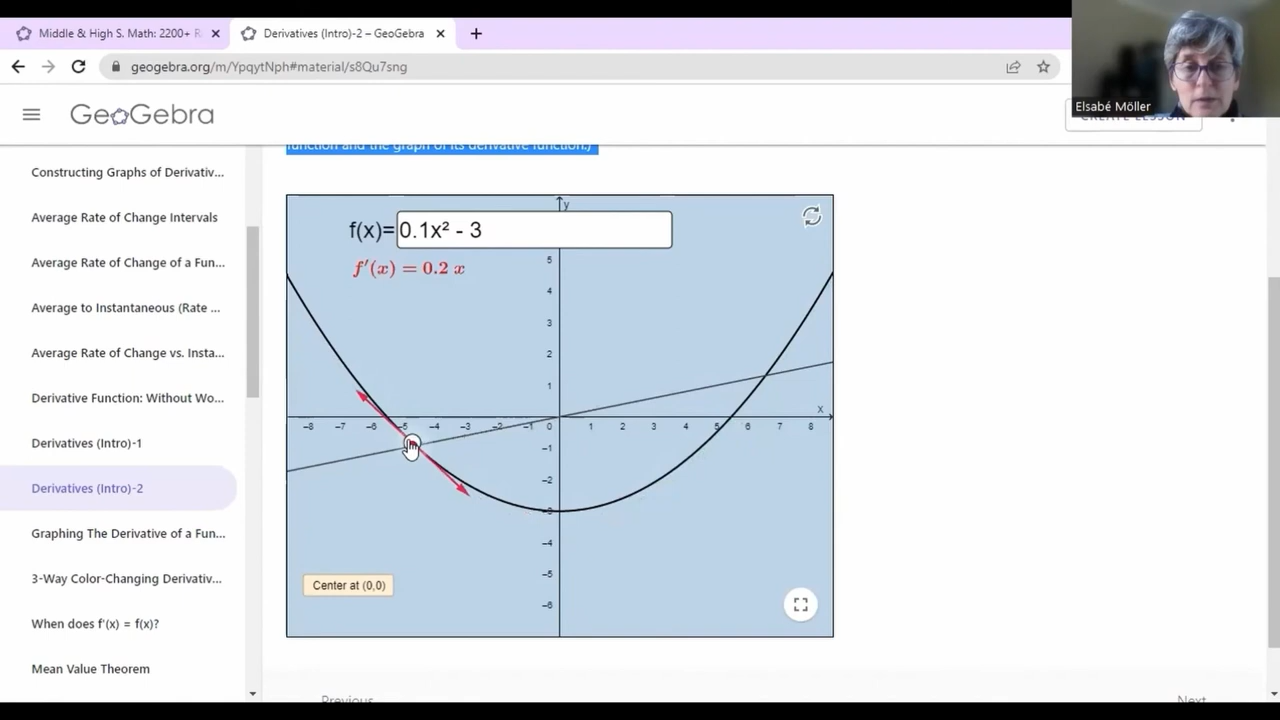 Middle & High S. Math: 2200+ R
Derivatives (Intro)-2 – GeoGebra
geogebra.org/m/YpqytNph#material/s8Qu7sng
Elsabé Möller
GeoGebra
CREATE LESSON
function and the graph of its derivative function.)
Constructing Graphs of Derivativ...
Average Rate of Change Intervals
Average Rate of Change of a Fun...
Average to Instantaneous (Rate ...
Average Rate of Change vs. Insta...
Derivative Function: Without Wo...
Derivatives (Intro)-1
Derivatives (Intro)-2
Graphing The Derivative of a Fun...
3-Way Color-Changing Derivativ...
When does f'(x) = f(x)?
Mean Value Theorem
y
f(x)= 0.1x² - 3
f′(x) = 0.2 x
5
4
3
2
1
x
–8 –7 –6 –5 –4 –3 –2 –1 0 1 2 3 4 5 6 7 8
–1
–2
–3
–4
–5
–6
Center at (0,0)
Previous
Next